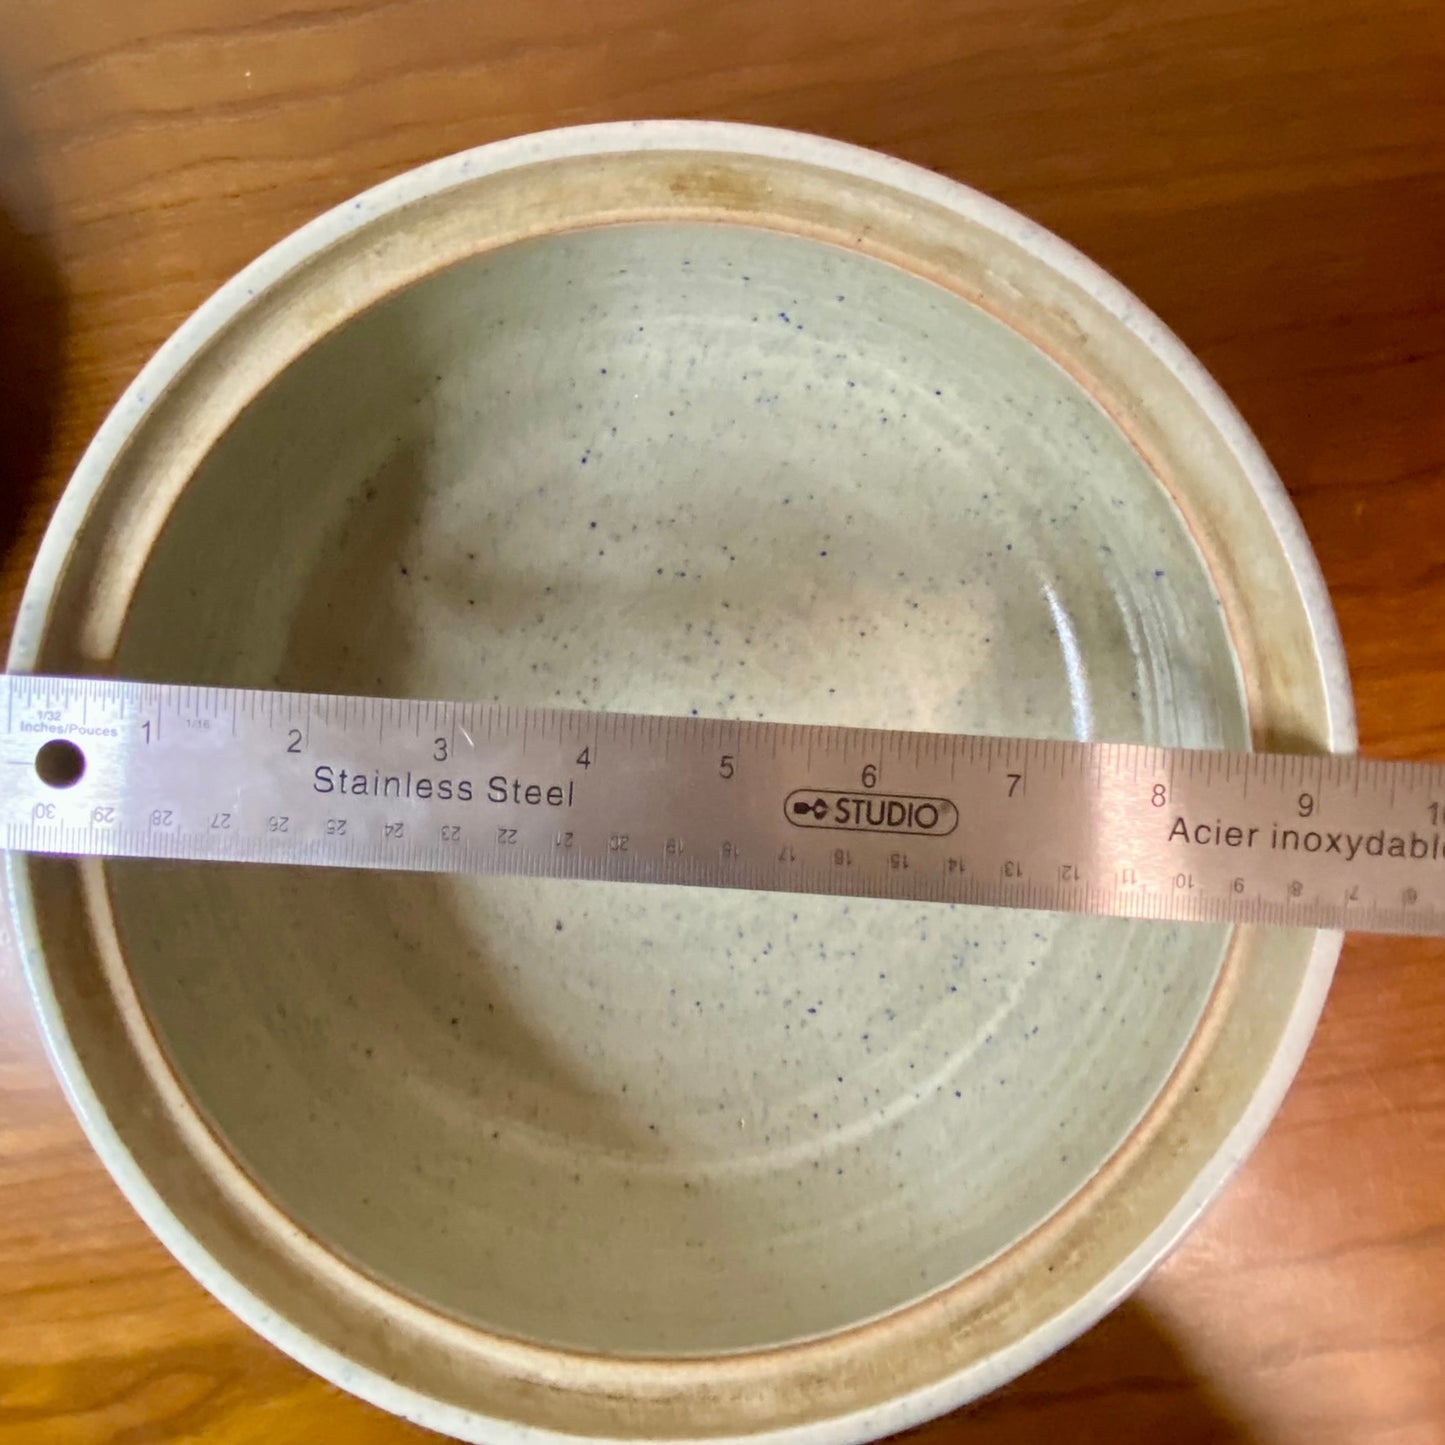 1/32
Inches/Pouces
1/16
1 2 3 4 5 6 7 8 9
Stainless Steel
STUDIO®
Acier inoxydable
30 29 28 27 26 25 24 23 22 21 20 19 18 17 16 15 14 13 12 11 10 9 8 7 6